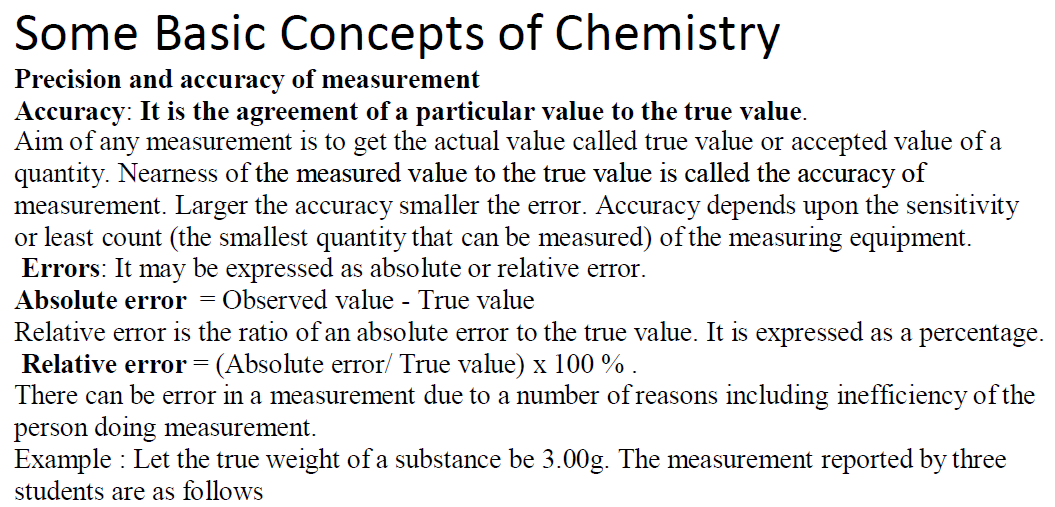 Some Basic Concepts of Chemistry
Precision and accuracy of measurement
Accuracy: It is the agreement of a particular value to the true value.
Aim of any measurement is to get the actual value called true value or accepted value of a
quantity. Nearness of the measured value to the true value is called the accuracy of
measurement. Larger the accuracy smaller the error. Accuracy depends upon the sensitivity
or least count (the smallest quantity that can be measured) of the measuring equipment.
Errors: It may be expressed as absolute or relative error.
Absolute error = Observed value - True value
Relative error is the ratio of an absolute error to the true value. It is expressed as a percentage.
Relative error = (Absolute error/ True value) x 100 % .
There can be error in a measurement due to a number of reasons including inefficiency of the
person doing measurement.
Example : Let the true weight of a substance be 3.00g. The measurement reported by three
students are as follows